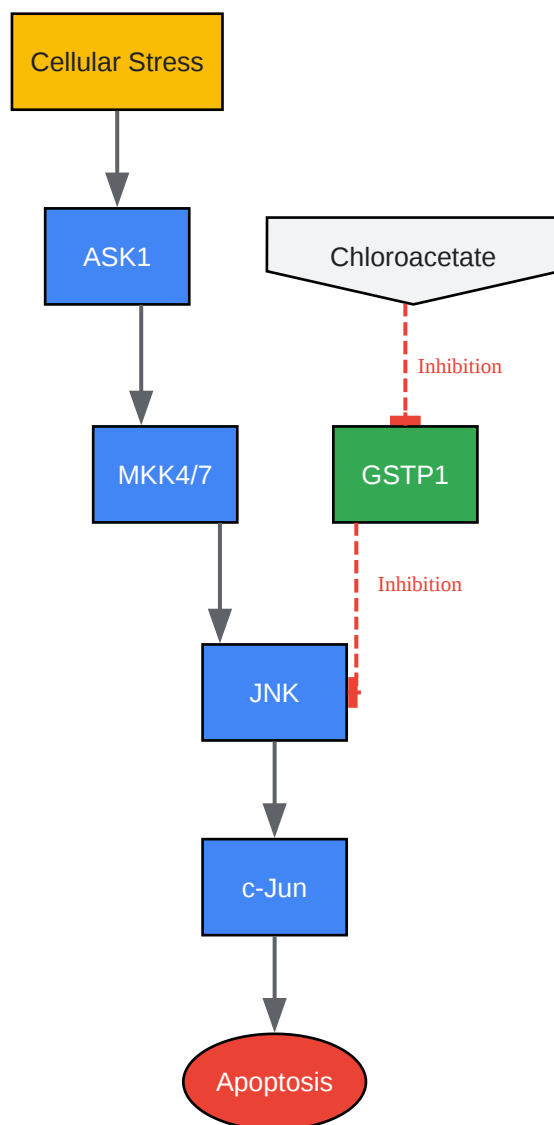 Cellular Stress
ASK1
Chloroacetate
Inhibition
MKK4/7
GSTP1
Inhibition
JNK
c-Jun
Apoptosis